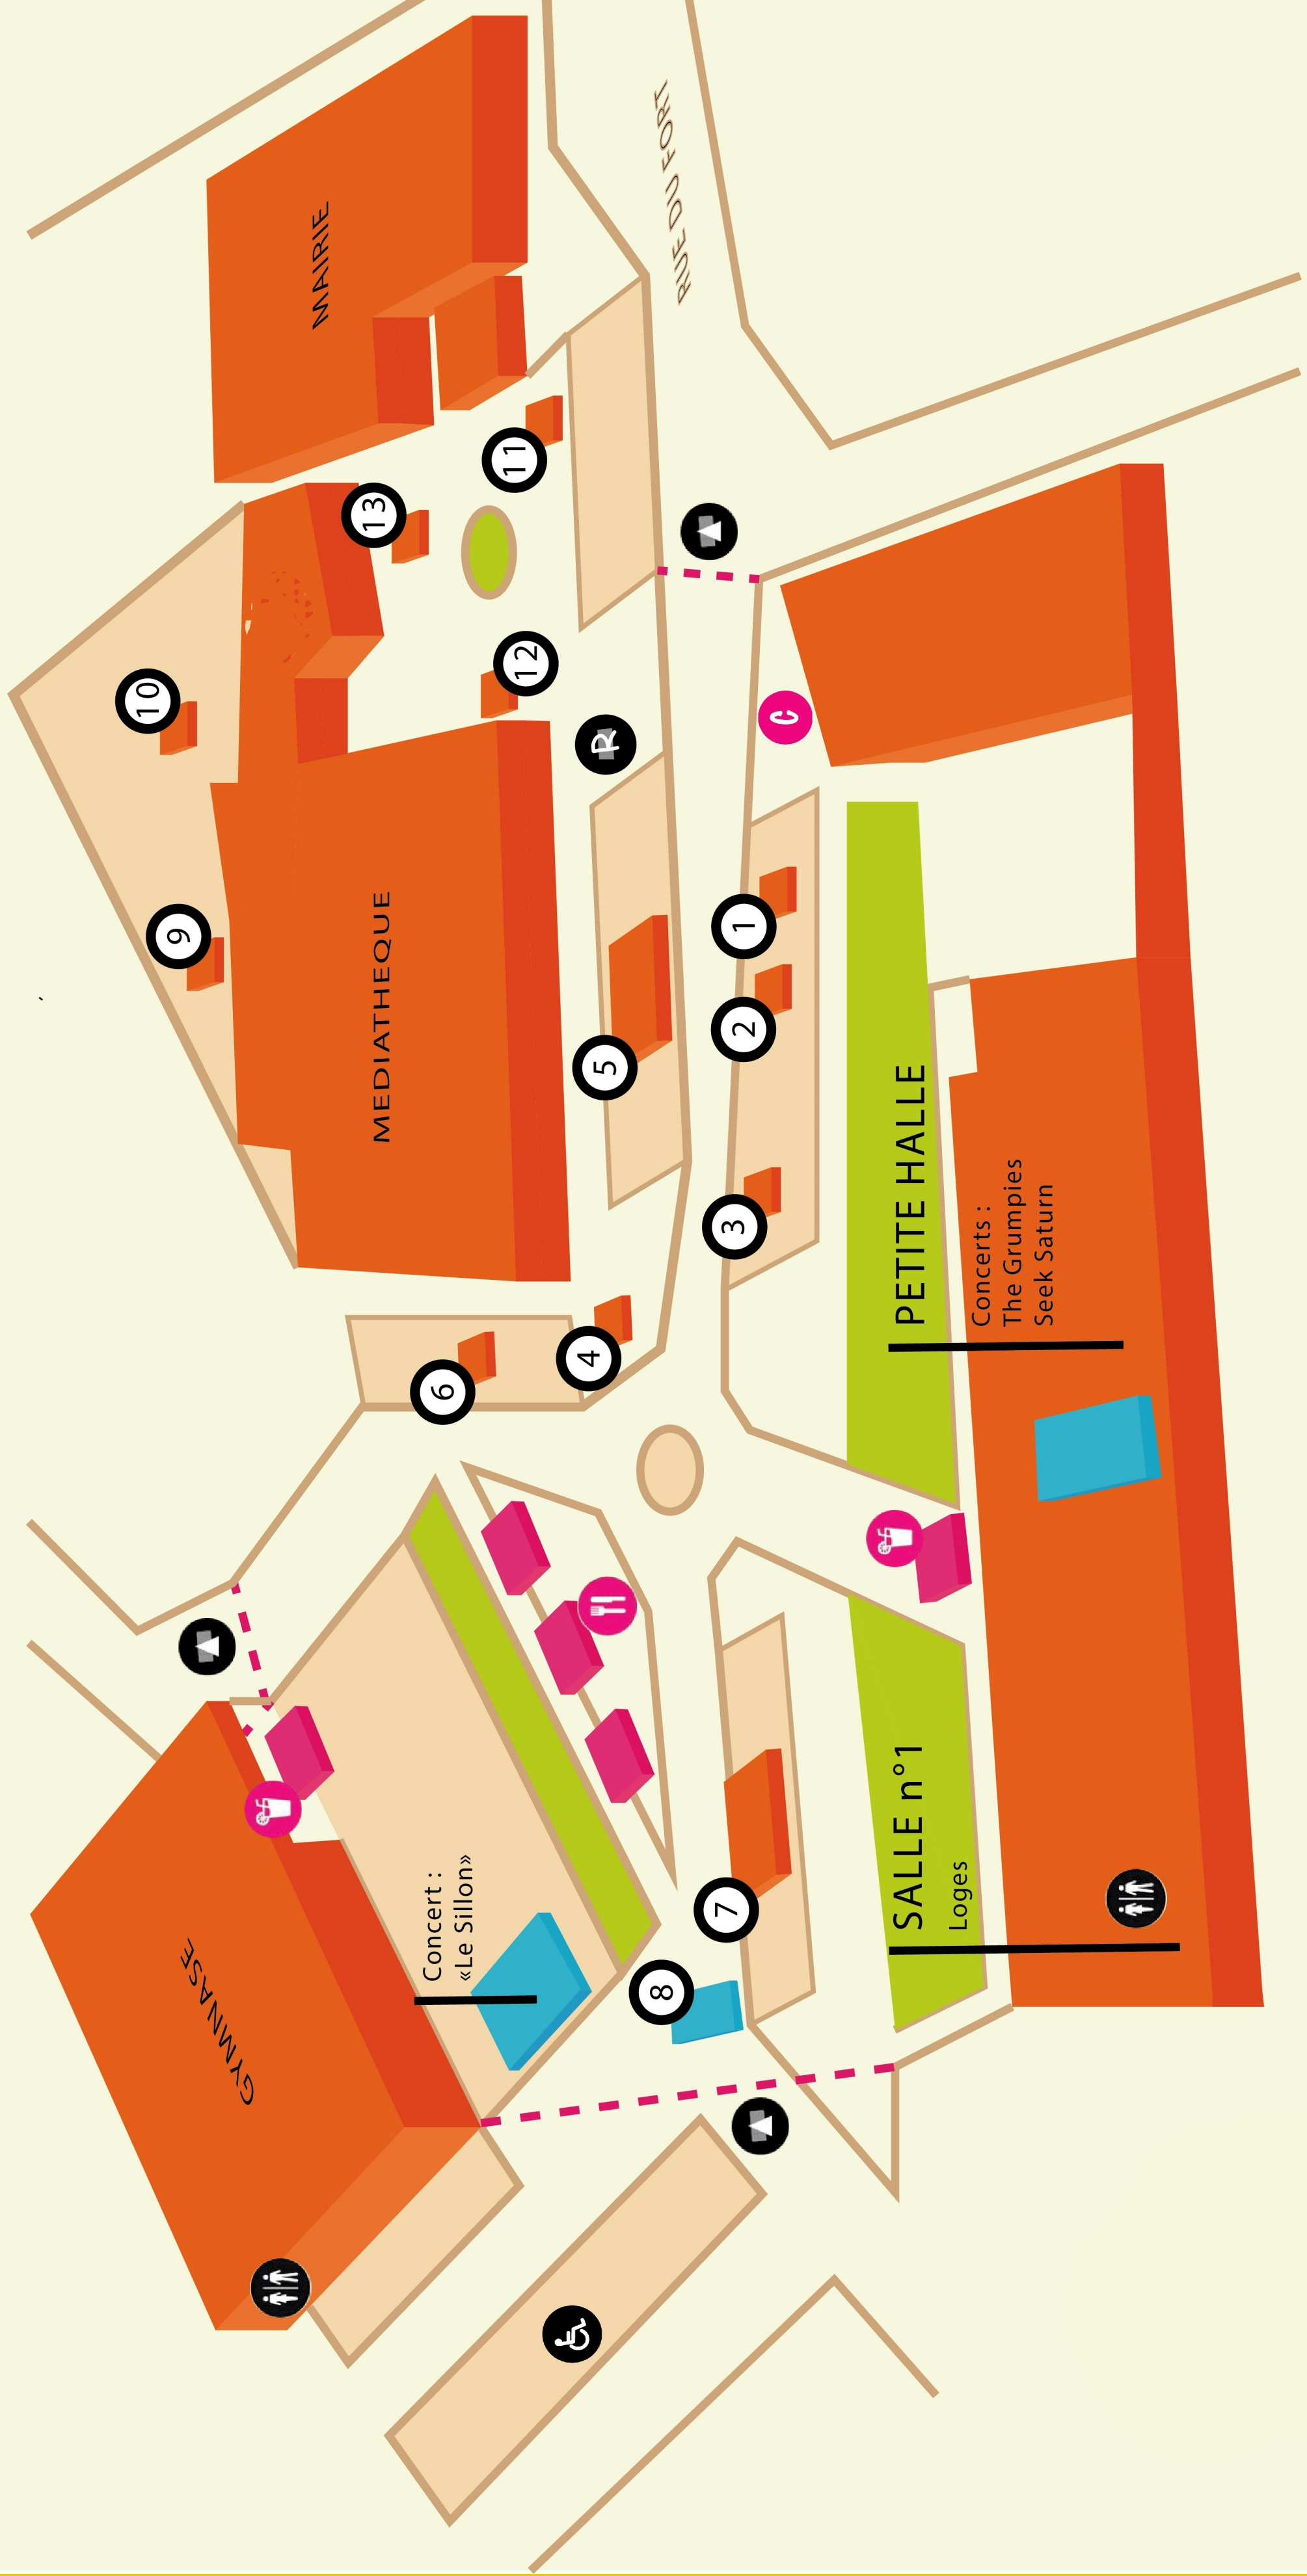 GYMNASE
MEDIATHEQUE
MAIRIE
RUE DU FORT
Concert :
«Le Sillon»
PETITE HALLE
Concerts :
The Grumpies
Seek Saturn
SALLE n°1
Loges
1
2
3
4
5
6
7
8
9
10
11
12
13
R
C